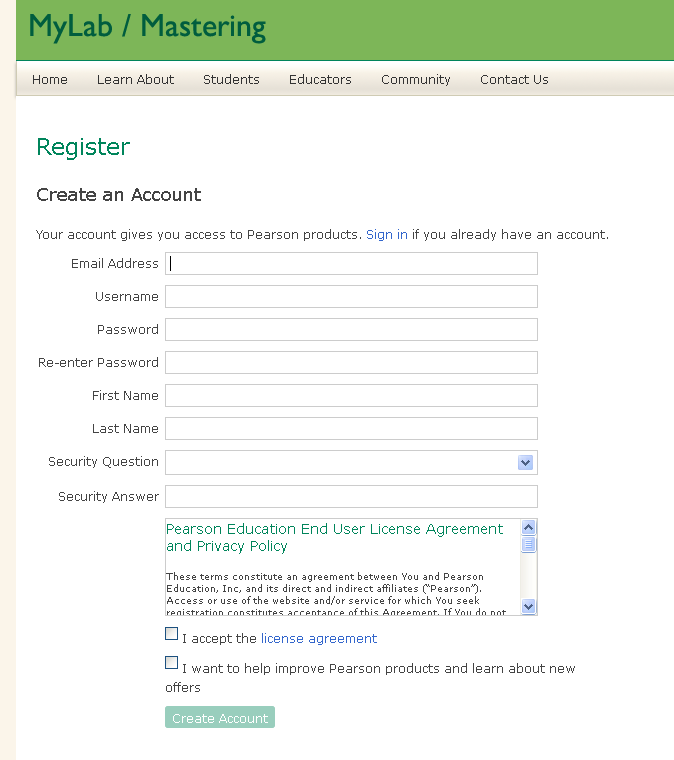 MyLab / Mastering
Home Learn About Students Educators Community Contact Us
Register
Create an Account
Your account gives you access to Pearson products. Sign in if you already have an account.
Email Address
Username
Password
Re-enter Password
First Name
Last Name
Security Question
Security Answer
Pearson Education End User License Agreement
and Privacy Policy
These terms constitute an agreement between You and Pearson
Education, Inc, and its direct and indirect affiliates (“Pearson”).
Access or use of the website and/or service for which You seek
registration constitutes acceptance of this Agreement. If You do not
I accept the license agreement
I want to help improve Pearson products and learn about new
offers
Create Account